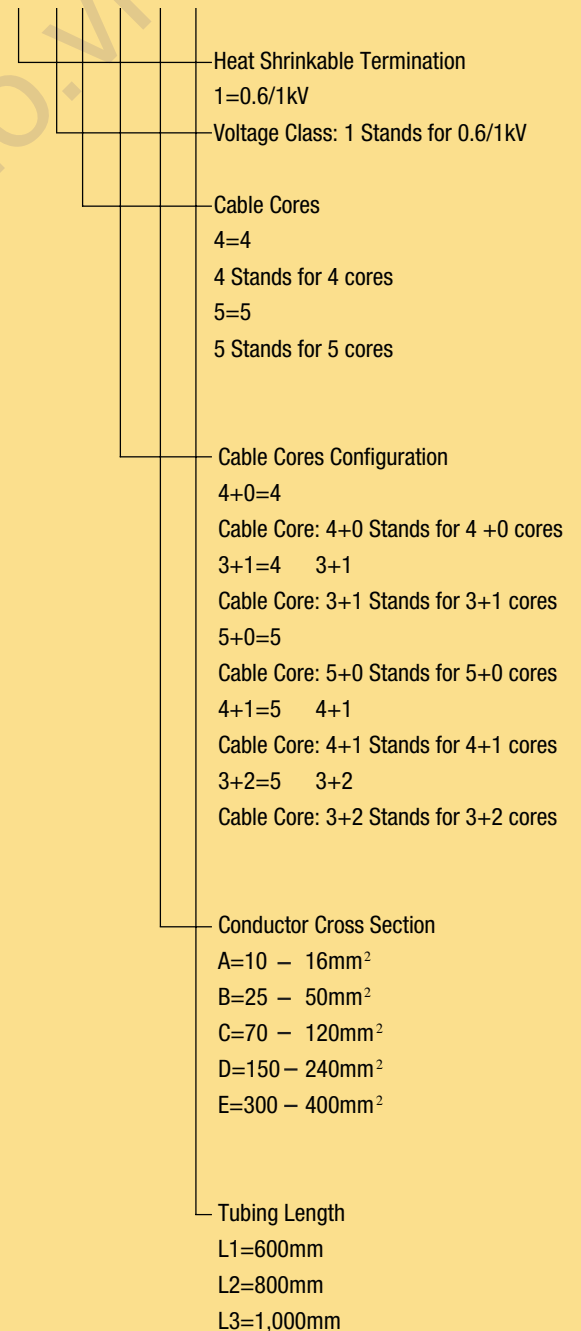 Heat Shrinkable Termination
1=0.6/1kV
Voltage Class: 1 Stands for 0.6/1kV
Cable Cores
4=4
4 Stands for 4 cores
5=5
5 Stands for 5 cores
Cable Cores Configuration
4+0=4
Cable Core: 4+0 Stands for 4 +0 cores
3+1=4 3+1
Cable Core: 3+1 Stands for 3+1 cores
5+0=5
Cable Core: 5+0 Stands for 5+0 cores
4+1=5 4+1
Cable Core: 4+1 Stands for 4+1 cores
3+2=5 3+2
Cable Core: 3+2 Stands for 3+2 cores
Conductor Cross Section
A=10 – 16mm²
B=25 – 50mm²
C=70 – 120mm²
D=150 – 240mm²
E=300 – 400mm²
Tubing Length
L1=600mm
L2=800mm
L3=1,000mm